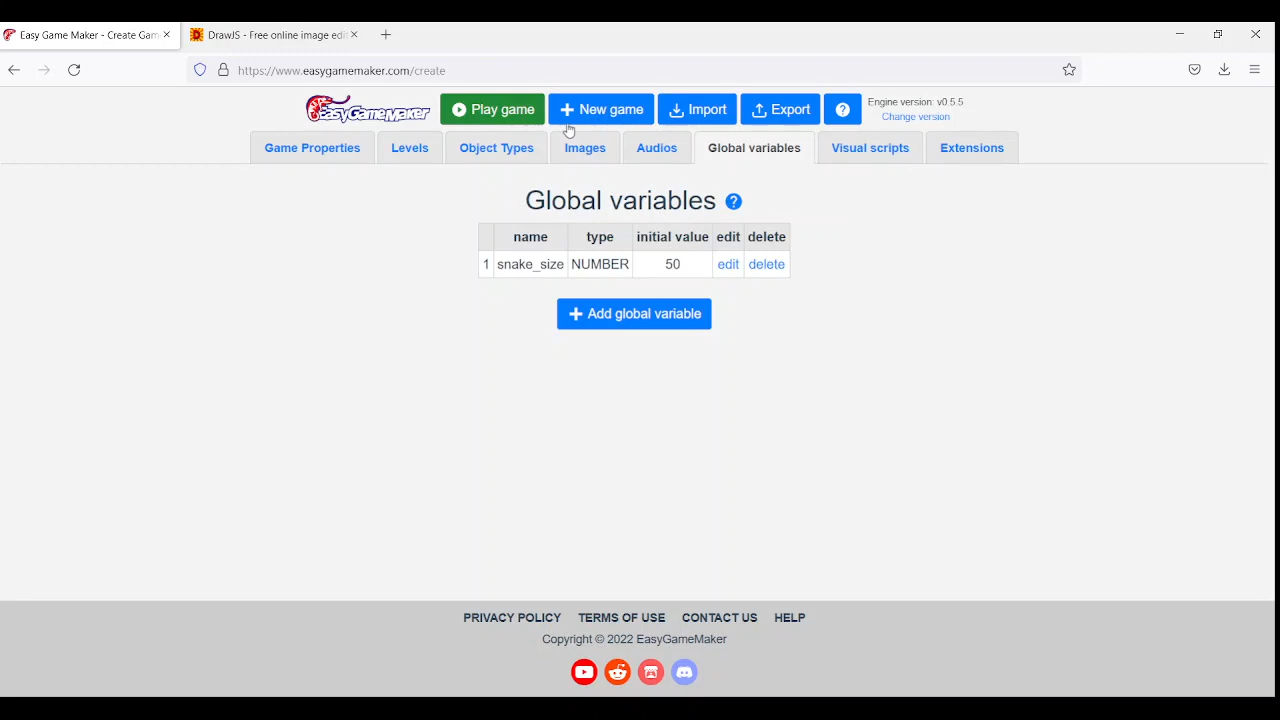 Easy Game Maker - Create Gam
DrawJS - Free online image edi
https://www.easygamemaker.com/create
EasyGameMaker
Play game
New game
Import
Export
?
Engine version: v0.5.5
Change version
Game Properties
Levels
Object Types
Images
Audios
Global variables
Visual scripts
Extensions
Global variables ?
name type initial value edit delete
1 snake_size NUMBER 50 edit delete
Add global variable
PRIVACY POLICY TERMS OF USE CONTACT US HELP
Copyright © 2022 EasyGameMaker